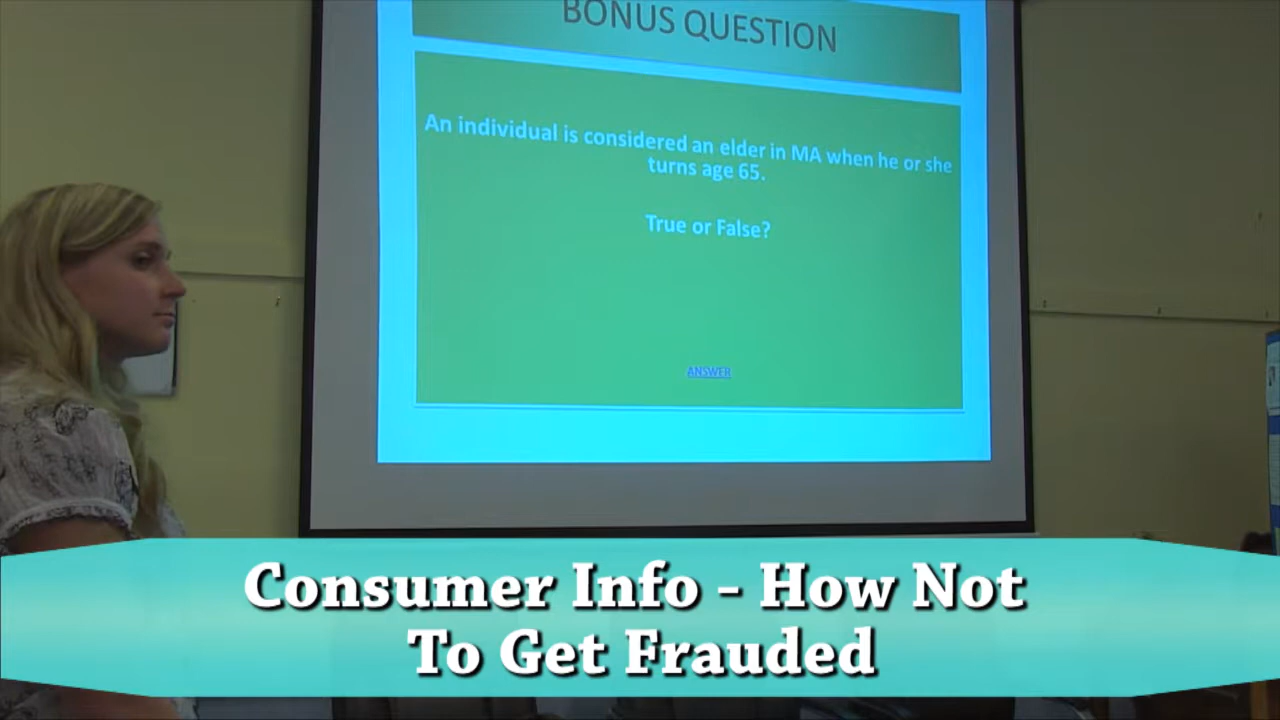 BONUS QUESTION
An individual is considered an elder in MA when he or she
turns age 65.
True or False?
ANSWER
Consumer Info - How Not
To Get Frauded